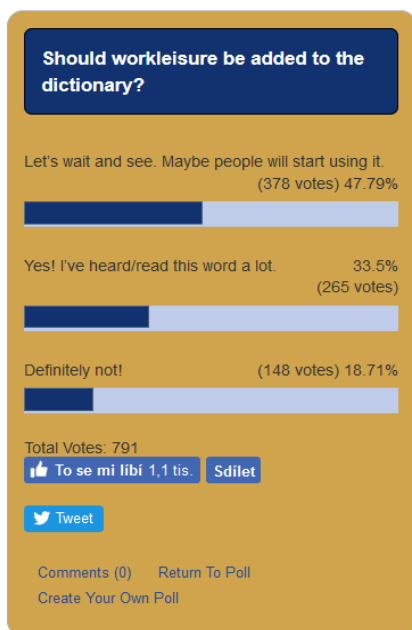 Should workleisure be added to the
dictionary?
Let's wait and see. Maybe people will start using it.
(378 votes) 47.79%
Yes! I've heard/read this word a lot. 33.5%
(265 votes)
Definitely not! (148 votes) 18.71%
Total Votes: 791
To se mi líbí 1,1 tis. Sdílet
Tweet
Comments (0) Return To Poll
Create Your Own Poll